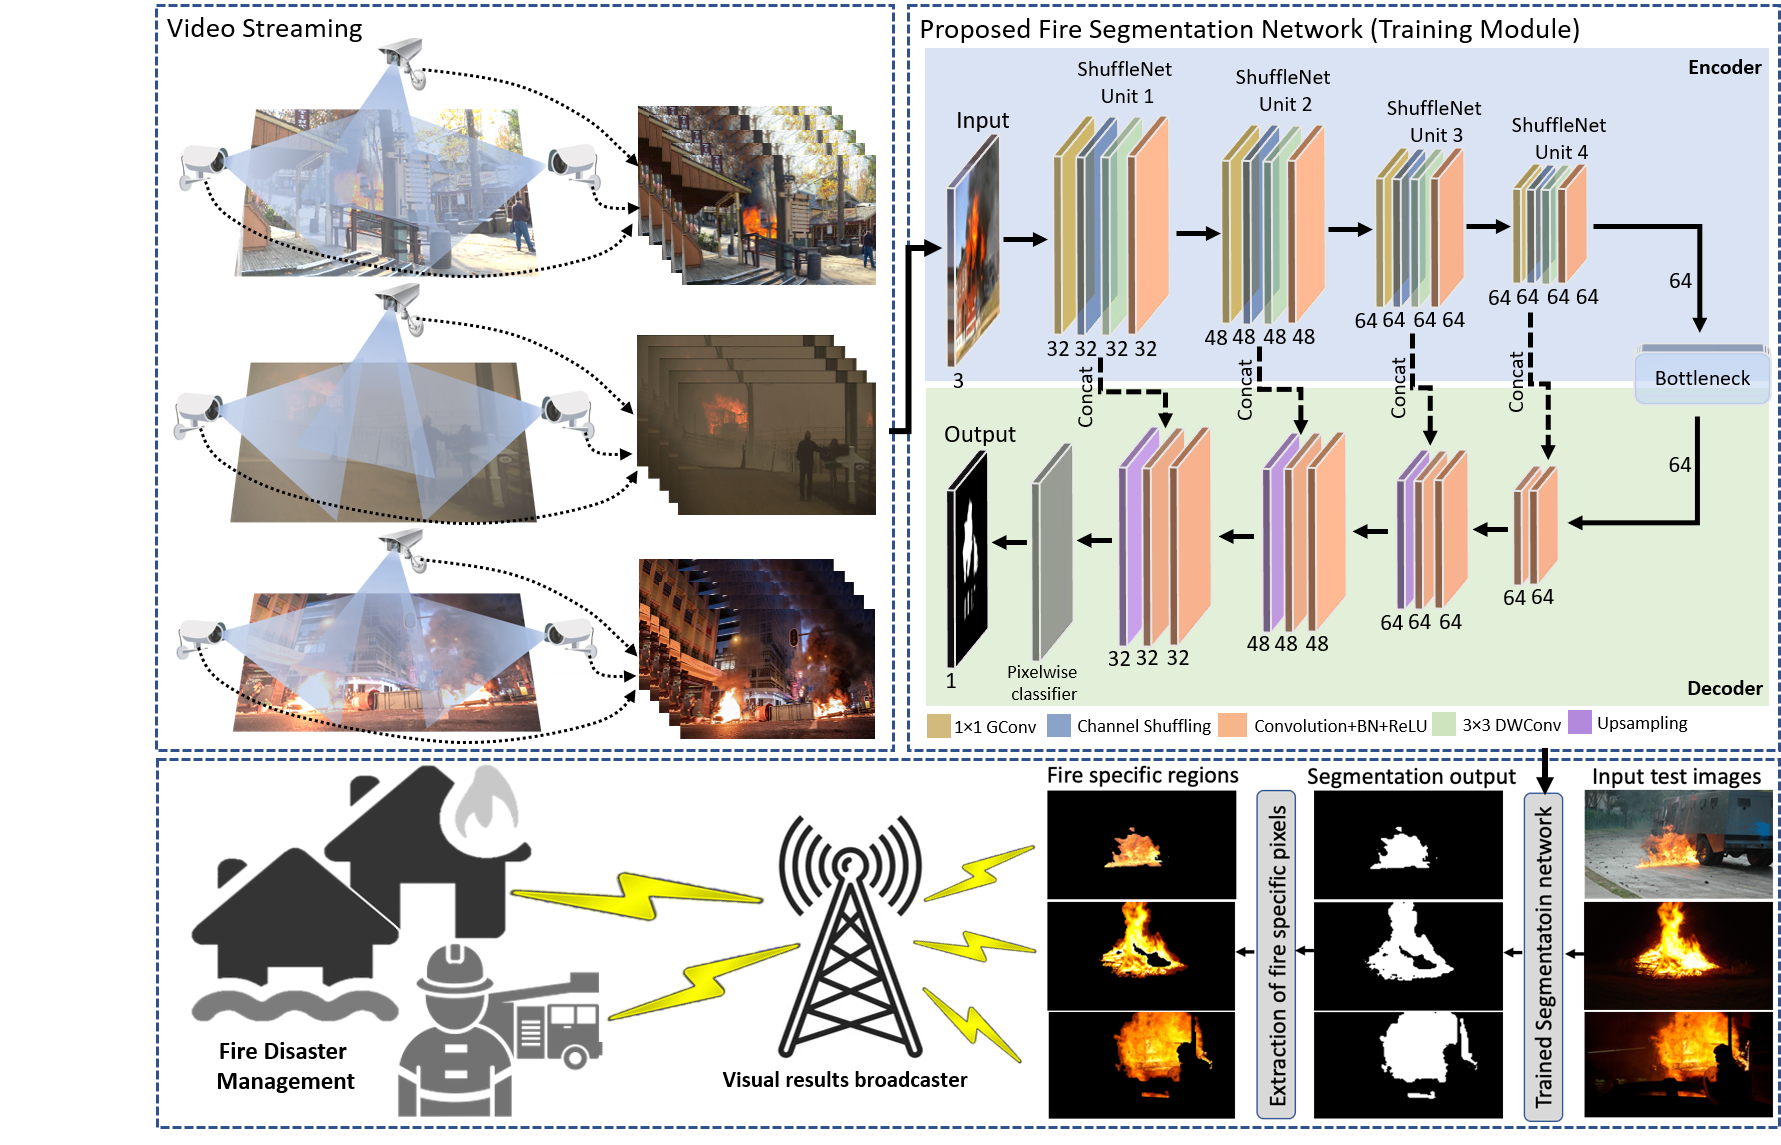 Video Streaming
Proposed Fire Segmentation Network (Training Module)
Encoder
ShuffleNet
Unit 1
ShuffleNet
Unit 2
ShuffleNet
Unit 3
ShuffleNet
Unit 4
Input
3
32 32 32 32
48 48 48 48
64 64 64 64
64 64 64 64
64
Concat
Concat
Concat
Concat
Bottleneck
64
Output
1
Pixelwise
classifier
32 32 32
48 48 48
64 64 64
64 64
Decoder
1×1 GConv
Channel Shuffling
Convolution+BN+ReLU
3×3 DWConv
Upsampling
Fire specific regions
Segmentation output
Input test images
Extraction of fire specific pixels
Trained Segmentatoin network
Fire Disaster
Management
Visual results broadcaster